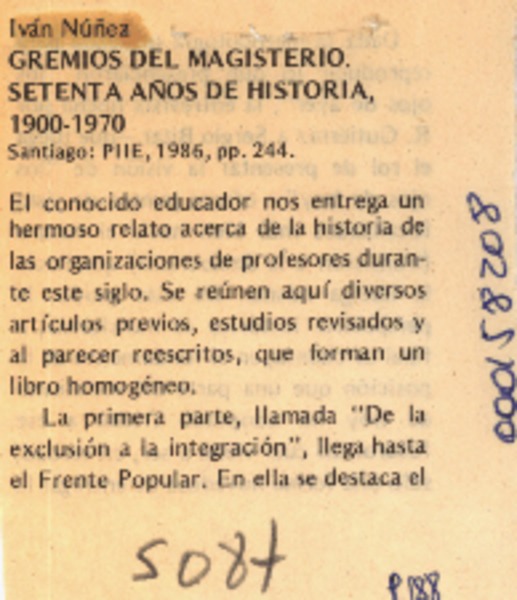 Iván Núñez
GREMIOS DEL MAGISTERIO.
SETENTA AÑOS DE HISTORIA,
1900-1970
Santiago: PIIE, 1986, pp. 244.
El conocido educador nos entrega un
hermoso relato acerca de la historia de
las organizaciones de profesores duran-
te este siglo. Se reúnen aquí diversos
artículos previos, estudios revisados y
al parecer reescritos, que forman un
libro homogéneo.
La primera parte, llamada "De la
exclusión a la integración", llega hasta
el Frente Popular. En ella se destaca el
000158208
5087
P188